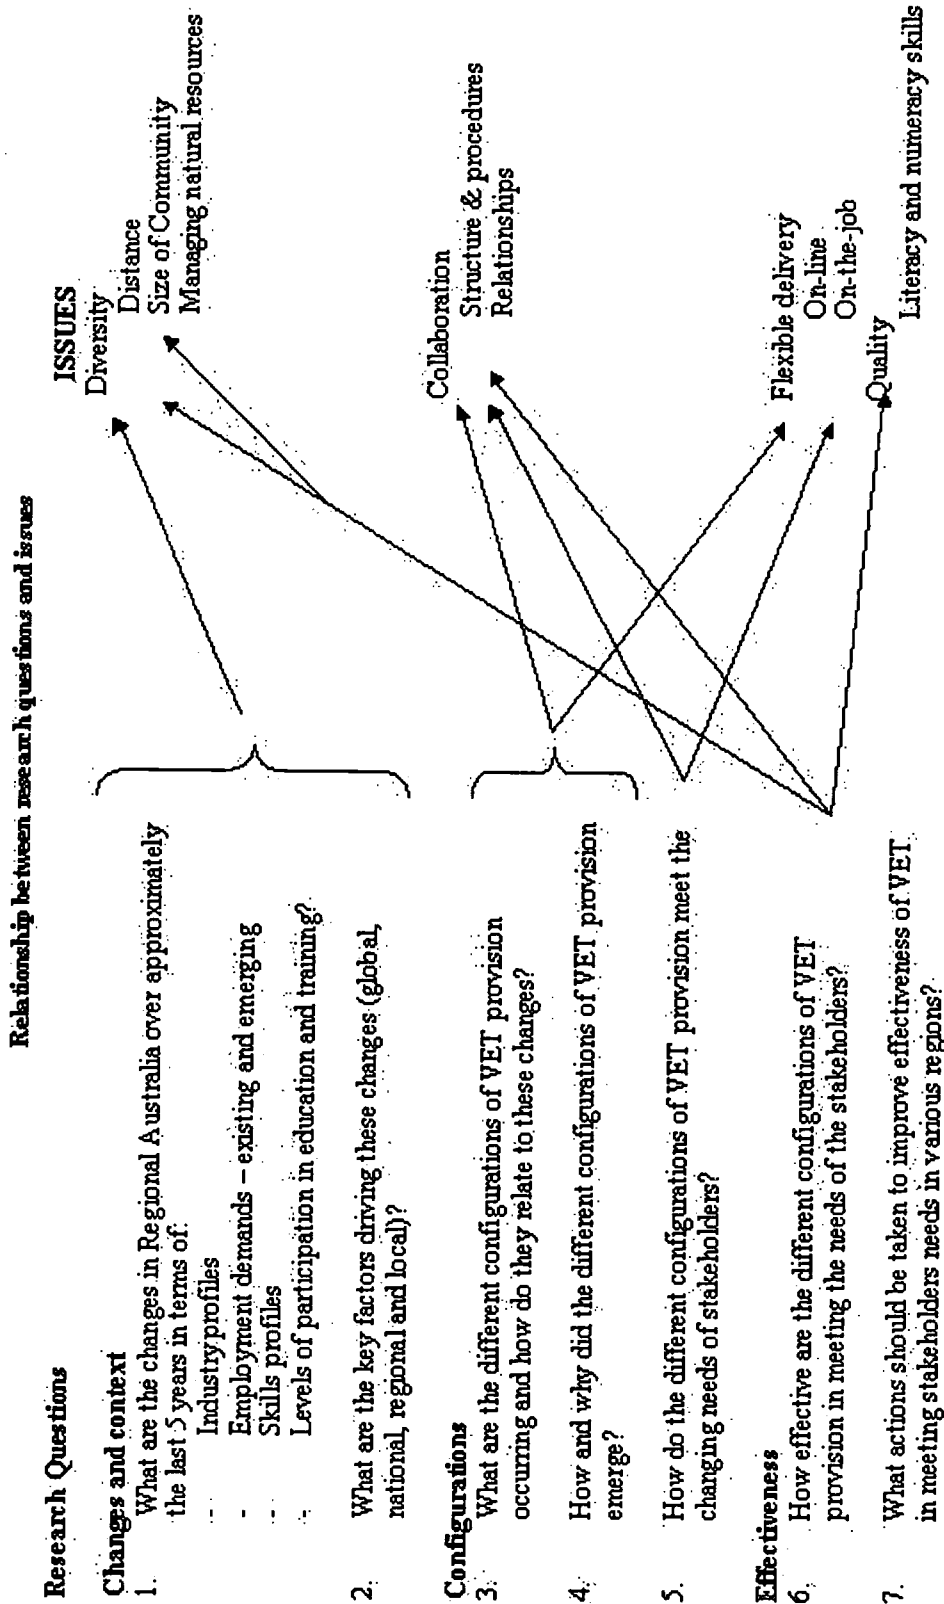 Relationship between research questions and issues
Research Questions
Changes and context
1. What are the changes in Regional Australia over approximately
the last 5 years in terms of:
- Industry profiles
- Employment demands – existing and emerging
- Skills profiles
- Levels of participation in education and training?
2. What are the key factors driving these changes (global,
national, regional and local)?
Configurations
3. What are the different configurations of VET provision
occurring and how do they relate to these changes?
4. How and why did the different configurations of VET provision
emerge?
5. How do the different configurations of VET provision meet the
changing needs of stakeholders?
Effectiveness
6. How effective are the different configurations of VET
provision in meeting the needs of the stakeholders?
7. What actions should be taken to improve effectiveness of VET
in meeting stakeholders needs in various regions?
ISSUES
Diversity
Distance
Size of Community
Managing natural resources
Collaboration
Structure & procedures
Relationships
Flexible delivery
On-line
On-the-job
Quality
Literacy and numeracy skills